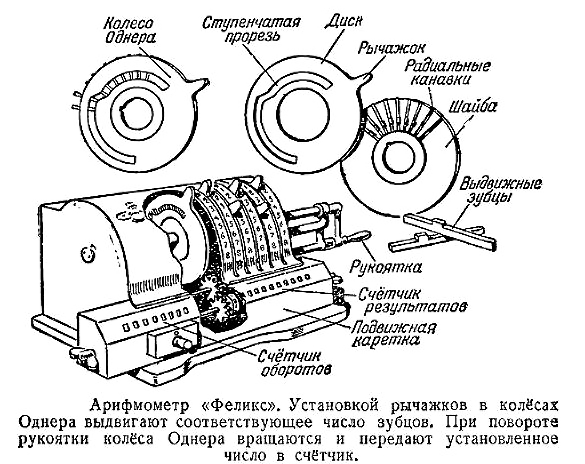 Колесо
Однера
Ступенчатая
прорезь
Диск
Рычажок
Радиальные
канавки
Шайба
Выдвижные
зубцы
Рукоятка
Счётчик
результатов
Подвижная
каретка
Счётчик
оборотов
Арифмометр «Феликс». Установкой рычажков в колёсах
Однера выдвигают соответствующее число зубцов. При повороте
рукоятки колёса Однера вращаются и передают установленное
число в счётчик.